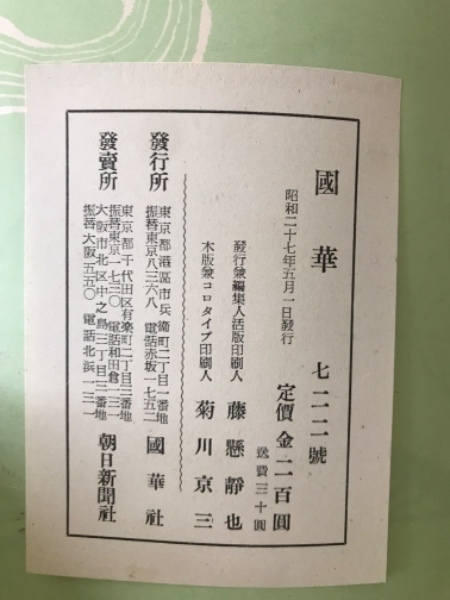 國華 七二二號
昭和二十七年五月一日發行
定價金二百圓
送費三十圓
發行兼編集人活版印刷人 藤懸靜也
木版兼コロタイプ印刷人 菊川京三
發行所
東京都港區市兵衞町二丁目一番地
振替東京八三六八 電話赤坂一七五二
國華社
發賣所
東京都千代田区有楽町二丁目三番地
振替東京一七三〇 電話和田倉一三一
大阪市北区中之島三丁目三番地
振替大阪五五〇 電話北浜一三一
朝日新聞社